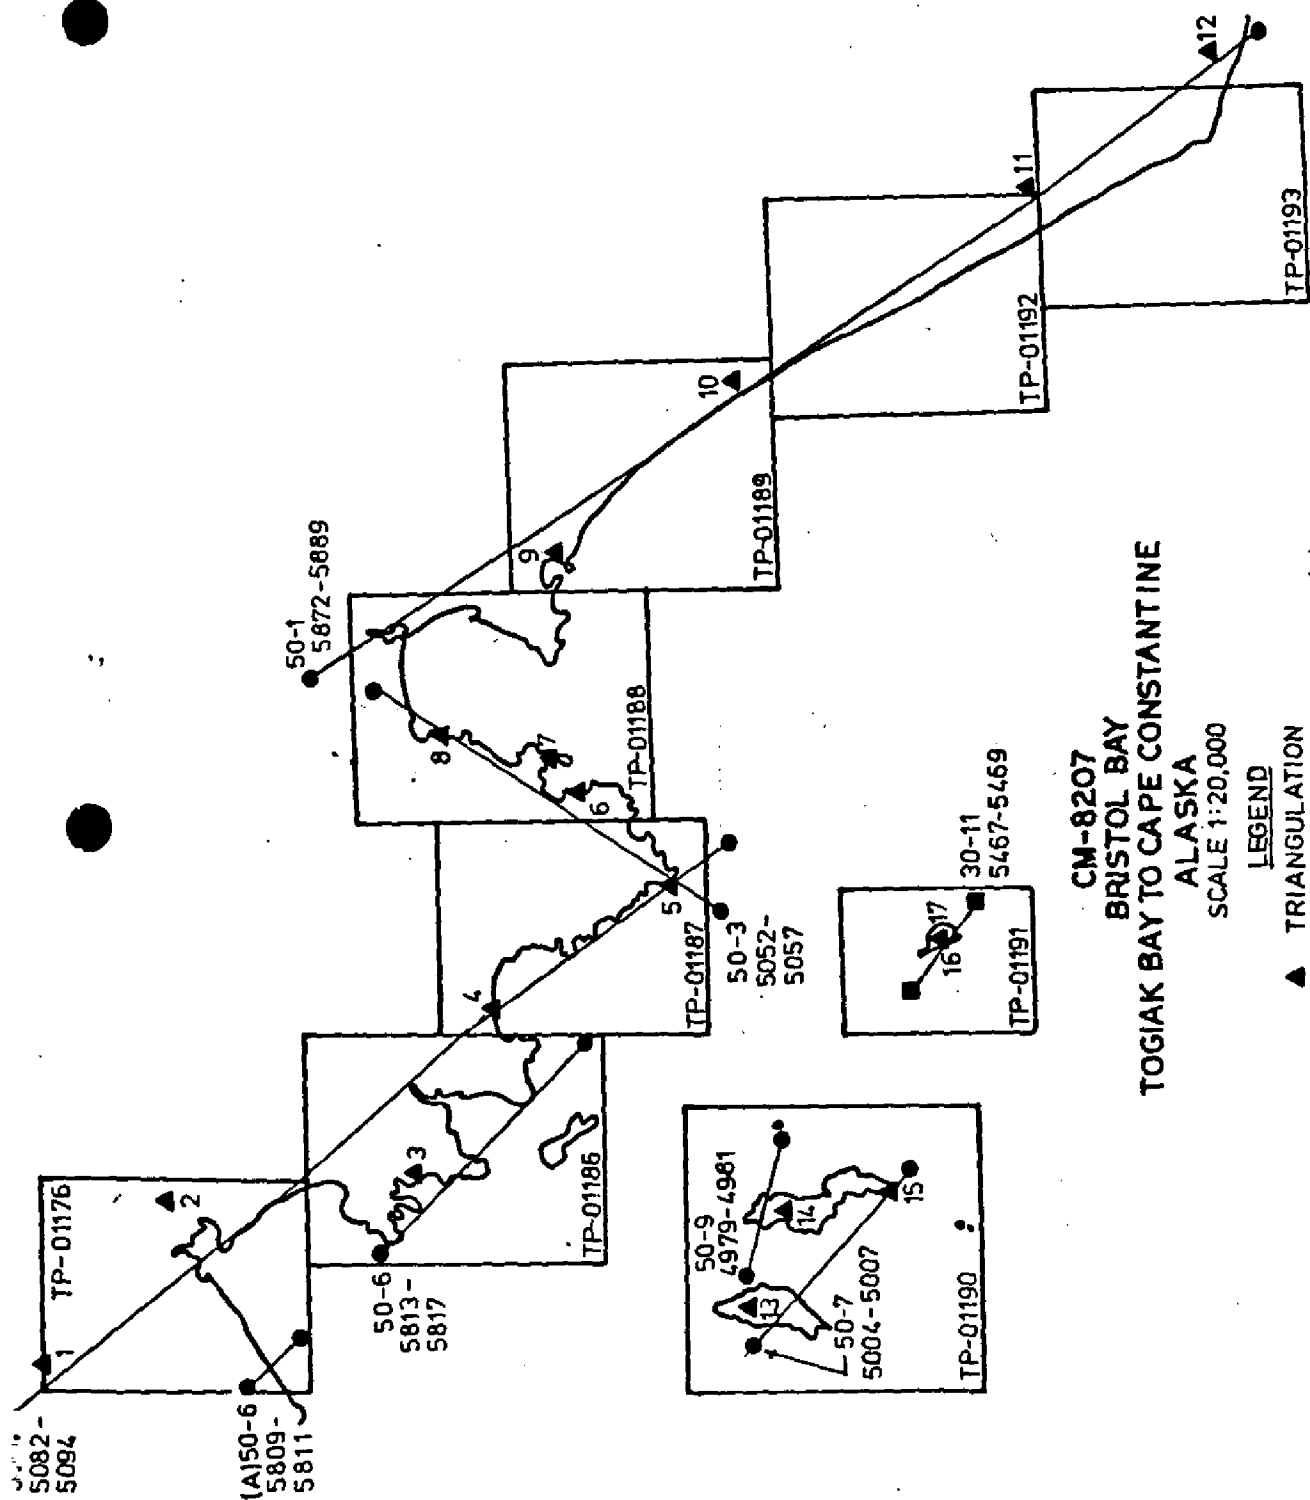 5082-
5094
(A)50-6
5809-
5811
TP-01176
1
2
50-6
5813-
5817
TP-01186
3
4
TP-01187
5
50-3
5052-
5057
TP-01188
6
7
8
50-1
5872-5889
9
TP-01189
10
TP-01192
11
TP-01193
12
50-9
4979-4981
13
14
15
50-7
5004-5007
TP-01190
16
17
TP-01191
30-11
5467-5469
CM-8207
BRISTOL BAY
TOGIAK BAY TO CAPE CONSTANTINE
ALASKA
SCALE 1:20,000
LEGEND
TRIANGULATION